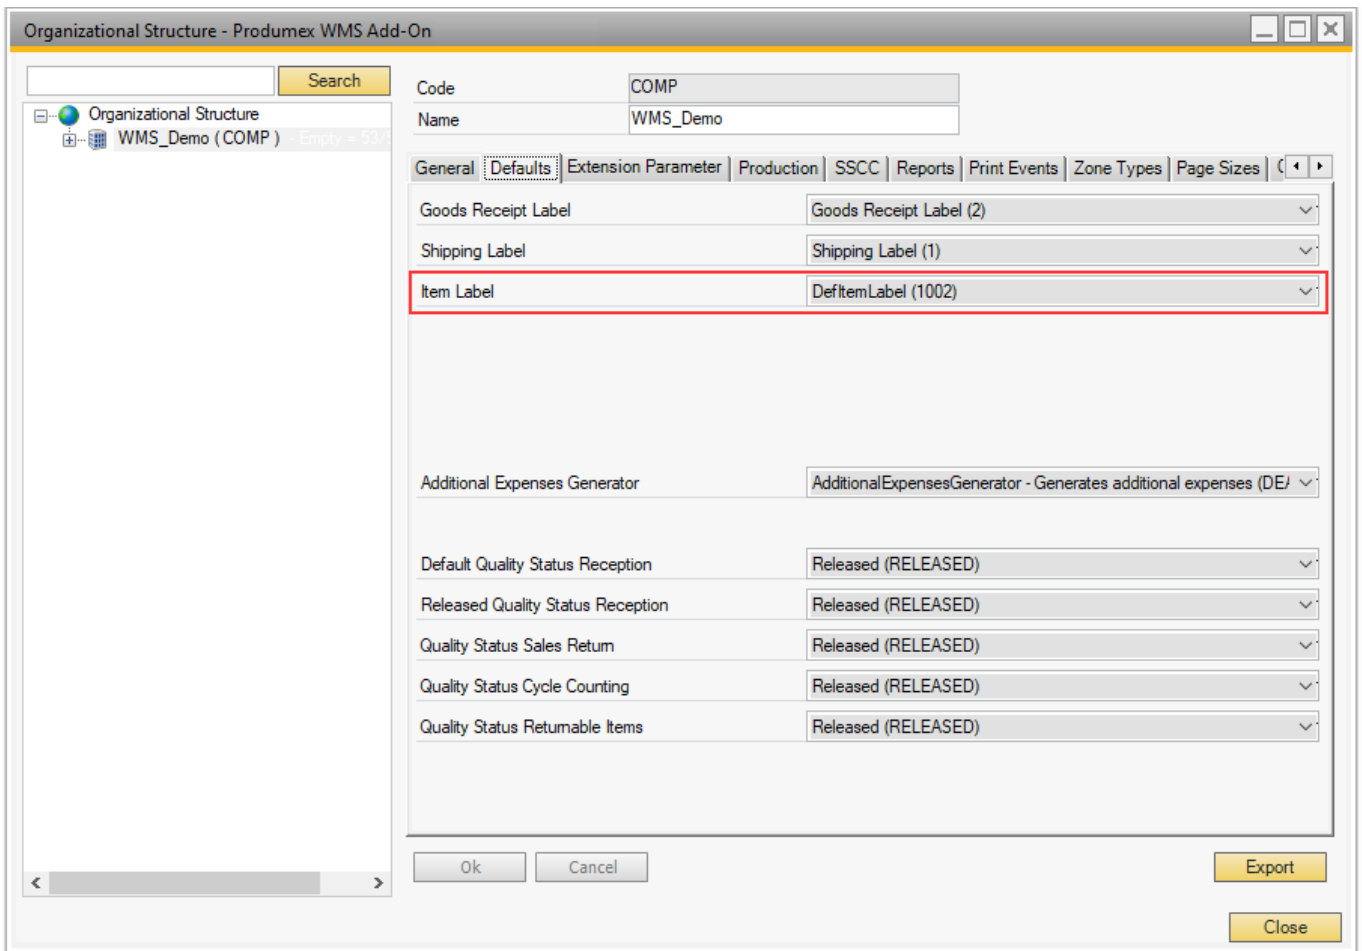 Organizational Structure - Produmex WMS Add-On
Search
Organizational Structure
WMS_Demo ( COMP ) - Empty = 53/
Code COMP
Name WMS_Demo
General Defaults Extension Parameter Production SSCC Reports Print Events Zone Types Page Sizes
Goods Receipt Label Goods Receipt Label (2)
Shipping Label Shipping Label (1)
Item Label DefItemLabel (1002)
Additional Expenses Generator AdditionalExpensesGenerator - Generates additional expenses (DEA
Default Quality Status Reception Released (RELEASED)
Released Quality Status Reception Released (RELEASED)
Quality Status Sales Return Released (RELEASED)
Quality Status Cycle Counting Released (RELEASED)
Quality Status Returnable Items Released (RELEASED)
Ok Cancel Export
Close